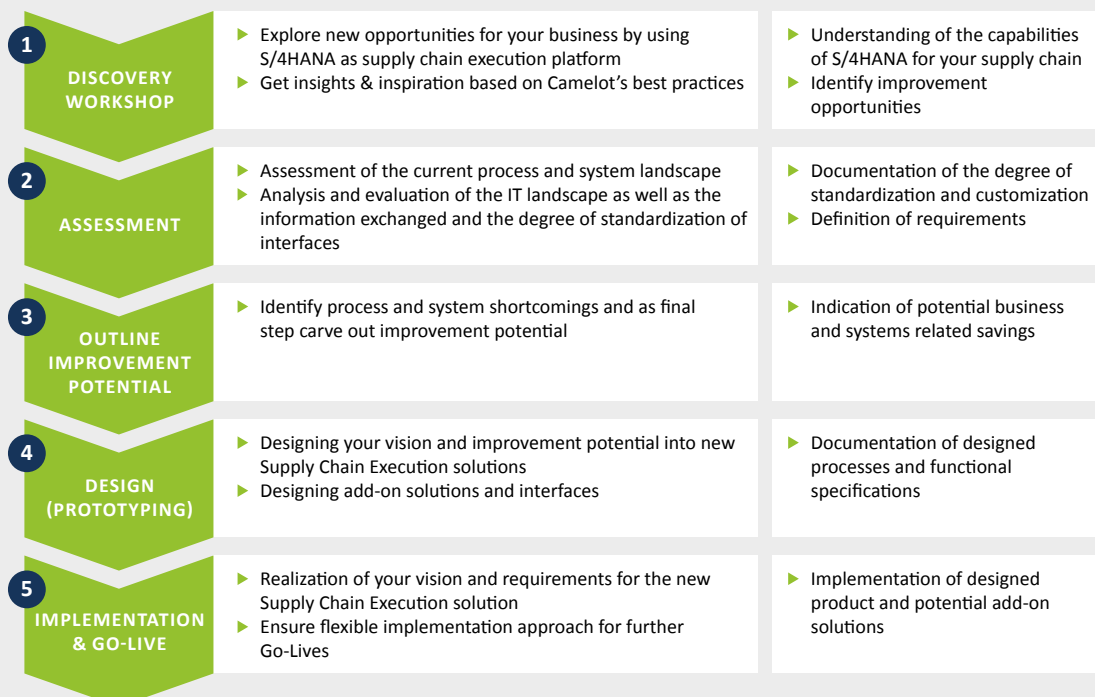 1
DISCOVERY
WORKSHOP
▶ Explore new opportunities for your business by using
S/4HANA as supply chain execution platform
▶ Get insights & inspiration based on Camelot’s best practices
▶ Understanding of the capabilities
of S/4HANA for your supply chain
▶ Identify improvement
opportunities
2
ASSESSMENT
▶ Assessment of the current process and system landscape
▶ Analysis and evaluation of the IT landscape as well as the
information exchanged and the degree of standardization of
interfaces
▶ Documentation of the degree of
standardization and customization
▶ Definition of requirements
3
OUTLINE
IMPROVEMENT
POTENTIAL
▶ Identify process and system shortcomings and as final
step carve out improvement potential
▶ Indication of potential business
and systems related savings
4
DESIGN
(PROTOTYPING)
▶ Designing your vision and improvement potential into new
Supply Chain Execution solutions
▶ Designing add-on solutions and interfaces
▶ Documentation of designed
processes and functional
specifications
5
IMPLEMENTATION
& GO-LIVE
▶ Realization of your vision and requirements for the new
Supply Chain Execution solution
▶ Ensure flexible implementation approach for further
Go-Lives
▶ Implementation of designed
product and potential add-on
solutions